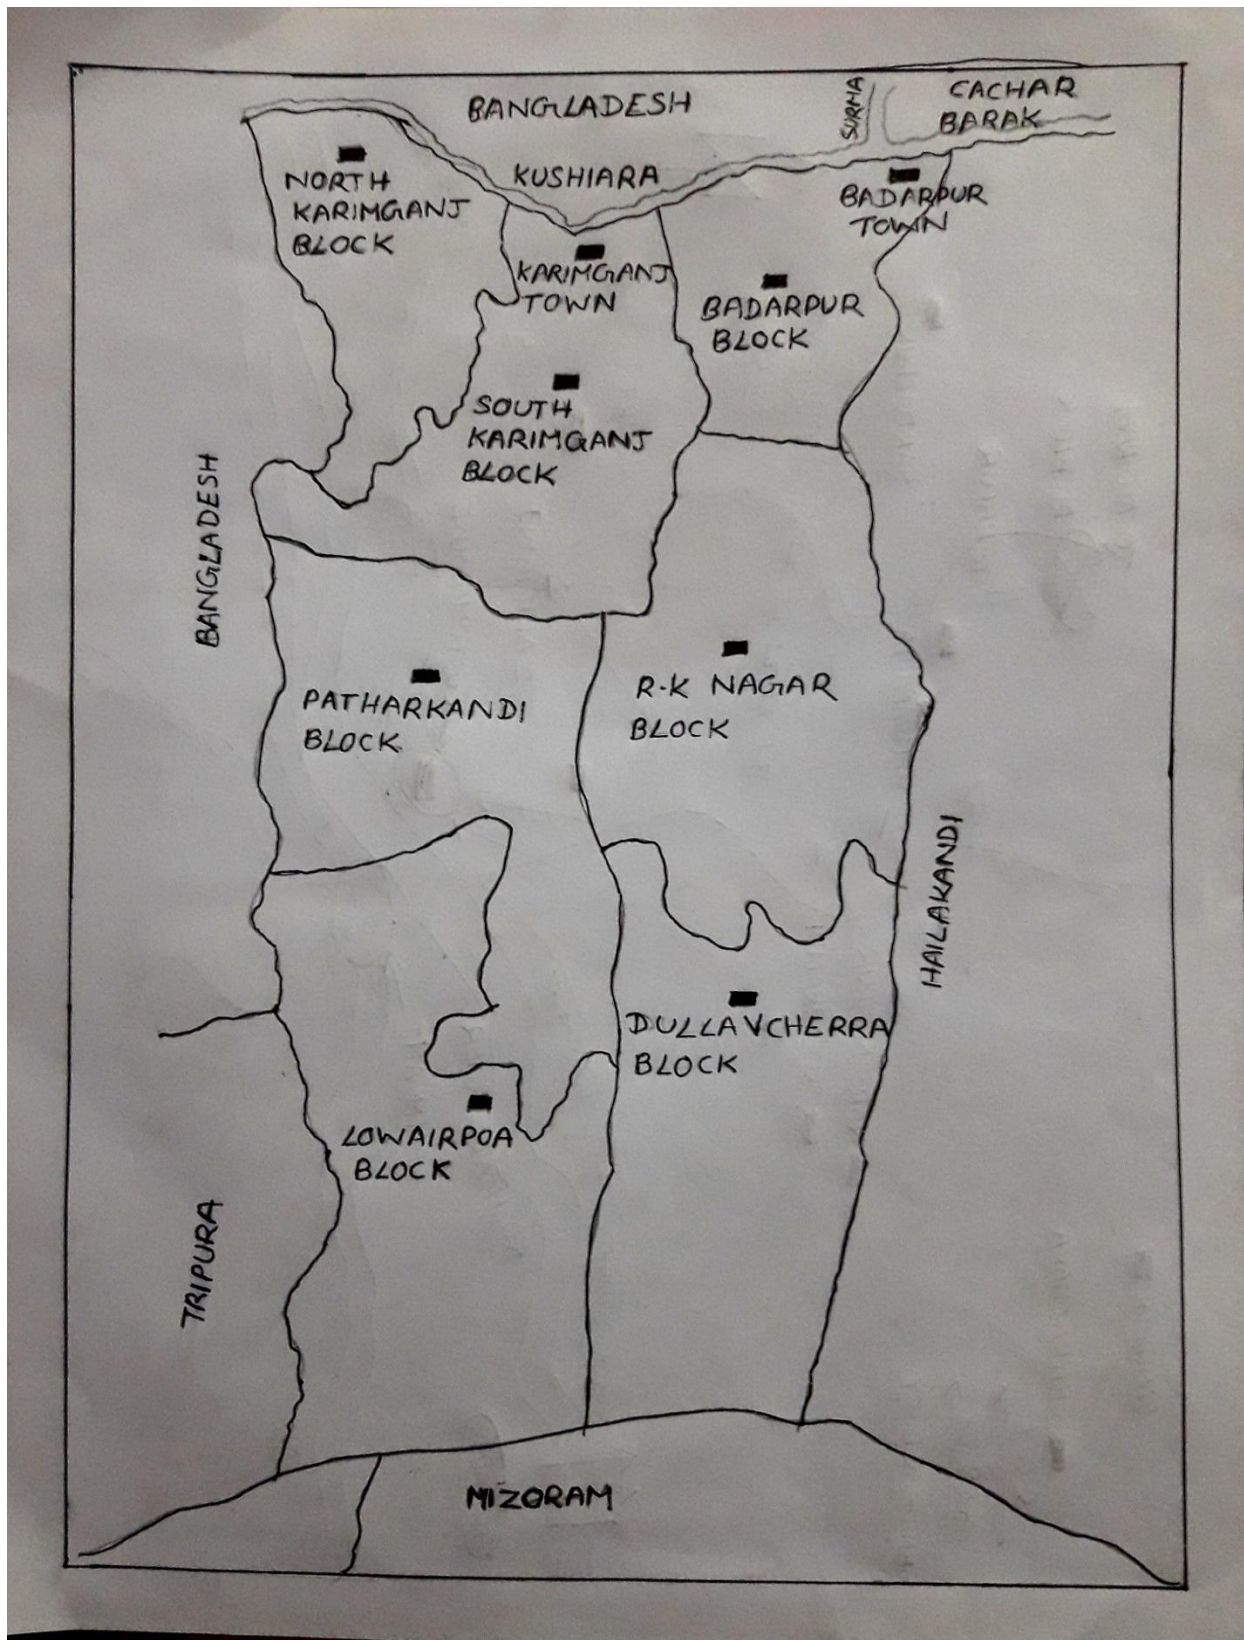 BANGLADESH
SURMA
CACHAR
BARAK
KUSHIARA
NORTH
KARIMGANJ
BLOCK
BADARPUR
TOWN
KARIMGANJ
TOWN
BADARPUR
BLOCK
SOUTH
KARIMGANJ
BLOCK
BANGLADESH
PATHARKANDI
BLOCK
R.K NAGAR
BLOCK
HAILAKANDI
DULLAVCHERRA
BLOCK
LOWAIRPOA
BLOCK
TRIPURA
MIZORAM